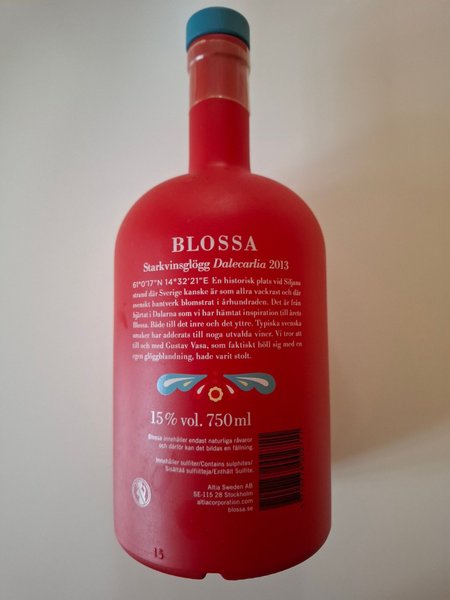 BLOSSA
Starkvinsglögg Dalecarlia 2013
61°0'17"N 14°32'21"E En historisk plats vid Siljans
strand där Sverige kanske är som allra vackrast och där
svenskt hantverk blomstrat i århundraden. Det är från
hjärtat i Dalarna som vi har hämtat inspiration till årets
Blossa. Både till det inre och det yttre. Typiska svenska
smaker har adderats till noga utvalda viner. Vi tror att
till och med Gustav Vasa, som faktiskt höll sig med en
egen glöggblandning, hade varit stolt.
15% vol. 750ml
Blossa innehåller endast naturliga råvaror
och därför kan det bildas en fällning
Innehåller sulfiter/Contains sulphites/
Sisältää sulfiitteja/Enthält Sulfite.
Altia Sweden AB
SE-115 28 Stockholm
altiacorporation.com
blossa.se
15